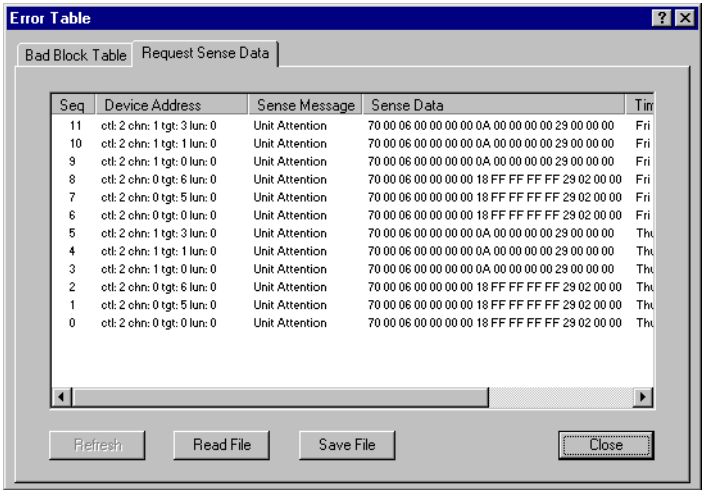 Error Table
Bad Block Table Request Sense Data
Seq Device Address Sense Message Sense Data Tim
11 ctl: 2 chn: 1 tgt: 3 lun: 0 Unit Attention 70 00 06 00 00 00 00 0A 00 00 00 00 29 00 00 00 Fri
10 ctl: 2 chn: 1 tgt: 1 lun: 0 Unit Attention 70 00 06 00 00 00 00 0A 00 00 00 00 29 00 00 00 Fri
9 ctl: 2 chn: 1 tgt: 0 lun: 0 Unit Attention 70 00 06 00 00 00 00 0A 00 00 00 00 29 00 00 00 Fri
8 ctl: 2 chn: 0 tgt: 6 lun: 0 Unit Attention 70 00 06 00 00 00 00 18 FF FF FF FF 29 02 00 00 Fri
7 ctl: 2 chn: 0 tgt: 5 lun: 0 Unit Attention 70 00 06 00 00 00 00 18 FF FF FF FF 29 02 00 00 Fri
6 ctl: 2 chn: 0 tgt: 0 lun: 0 Unit Attention 70 00 06 00 00 00 00 18 FF FF FF FF 29 02 00 00 Fri
5 ctl: 2 chn: 1 tgt: 3 lun: 0 Unit Attention 70 00 06 00 00 00 00 0A 00 00 00 00 29 00 00 00 Thu
4 ctl: 2 chn: 1 tgt: 1 lun: 0 Unit Attention 70 00 06 00 00 00 00 0A 00 00 00 00 29 00 00 00 Thu
3 ctl: 2 chn: 1 tgt: 0 lun: 0 Unit Attention 70 00 06 00 00 00 00 0A 00 00 00 00 29 00 00 00 Thu
2 ctl: 2 chn: 0 tgt: 6 lun: 0 Unit Attention 70 00 06 00 00 00 00 18 FF FF FF FF 29 02 00 00 Thu
1 ctl: 2 chn: 0 tgt: 5 lun: 0 Unit Attention 70 00 06 00 00 00 00 18 FF FF FF FF 29 02 00 00 Thu
0 ctl: 2 chn: 0 tgt: 0 lun: 0 Unit Attention 70 00 06 00 00 00 00 18 FF FF FF FF 29 02 00 00 Thu
Refresh Read File Save File Close